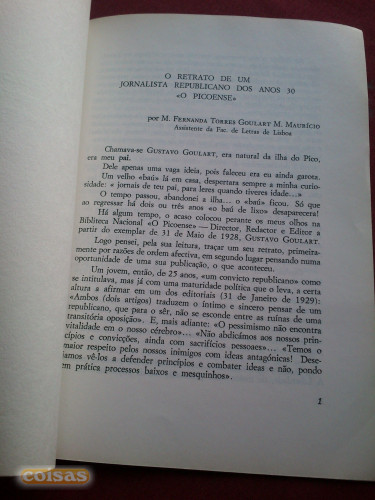 O RETRATO DE UM
JORNALISTA REPUBLICANO DOS ANOS 30
«O PICOENSE»
por M. FERNANDA TORRES GOULART M. MAURÍCIO
Assistente da Fac. de Letras de Lisboa
Chamava-se GUSTAVO GOULART, era natural da ilha do Pico,
era meu pai.
Dele apenas uma vaga ideia, pois faleceu era eu ainda garota.
Um velho «baú» lá em casa, despertara sempre a minha curio-
sidade: « jornais de teu pai, para leres quando tiveres idade...»
O tempo passou, abandonei a ilha... o «baú» ficou. Só que
ao regressar há dois ou três anos «o baú de lixo» desaparecera!
Há algum tempo, o acaso colocou perante os meus olhos na
Biblioteca Nacional «O Picoense» — Director, Redactor e Editor a
partir do exemplar de 31 de Maio de 1928, GUSTAVO GOULART.
Logo pensei, pela sua leitura, traçar um seu retrato, primeira-
mente por razões de ordem afectiva, em segundo lugar pensando numa
oportunidade de uma sua publicação, o que aconteceu.
Um jovem, então, de 25 anos, «um convicto republicano» como
se intitulava, mas já com uma maturidade política que o leva, a certa
altura a afirmar em um dos editoriais (31 de Janeiro de 1929):
«Ambos (dois artigos) traduzem o íntimo e sincero pensar de um
republicano, que para o sêr, não se esconde entre as ruínas de uma
transitória oposição». E, mais adiante: «O pessimismo não encontra
vitalidade em o nosso cérebro»... «Não abdicámos aos nossos prin-
cípios e convicções, ainda com sacrifícios pessoaes»... «Temos o
maior respeito pelos nossos inimigos com ideias antagónicas! Dese-
jamos vê-los a defender princípios e combater ideas e não, pondo
em prática processos baixos e mesquinhos».
1
coisas